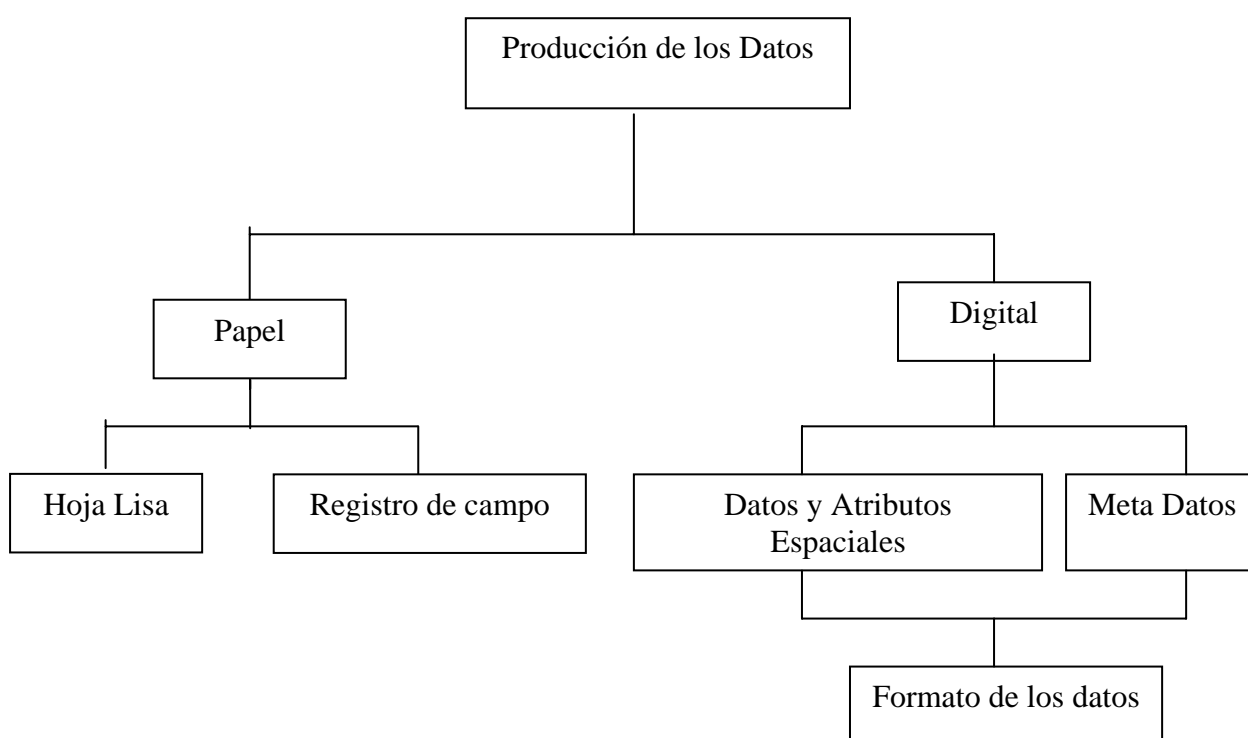 Producción de los Datos
Papel
Digital
Hoja Lisa
Registro de campo
Datos y Atributos
Espaciales
Meta Datos
Formato de los datos